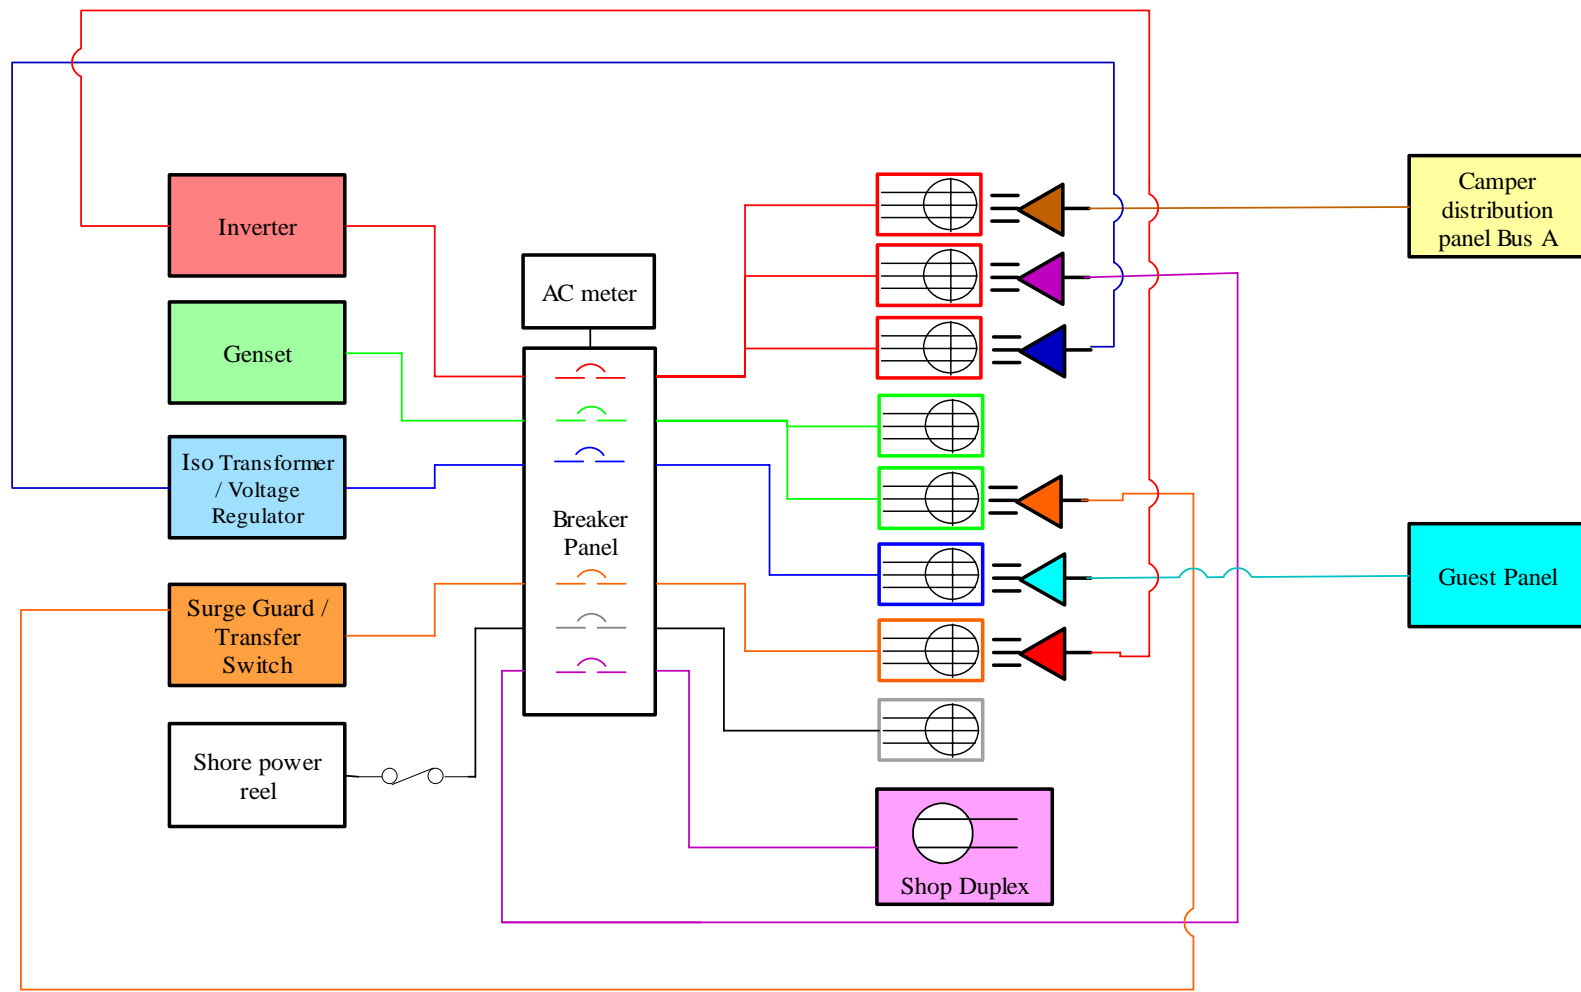 Camper
distribution
panel Bus A
Inverter
AC meter
Genset
Iso Transformer
/ Voltage
Regulator
Breaker
Panel
Guest Panel
Surge Guard /
Transfer
Switch
Shore power
reel
Shop Duplex